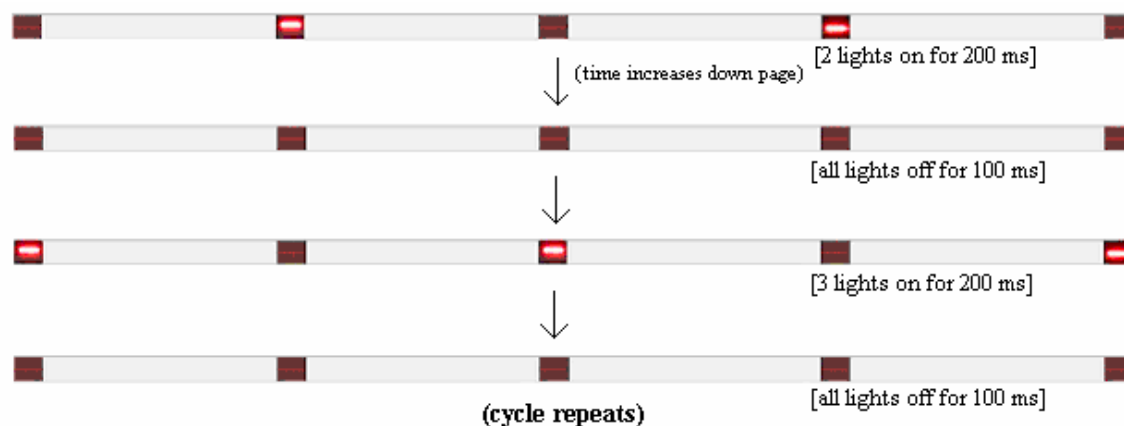 [2 lights on for 200 ms]
(time increases down page)
[all lights off for 100 ms]
[3 lights on for 200 ms]
[all lights off for 100 ms]
(cycle repeats)